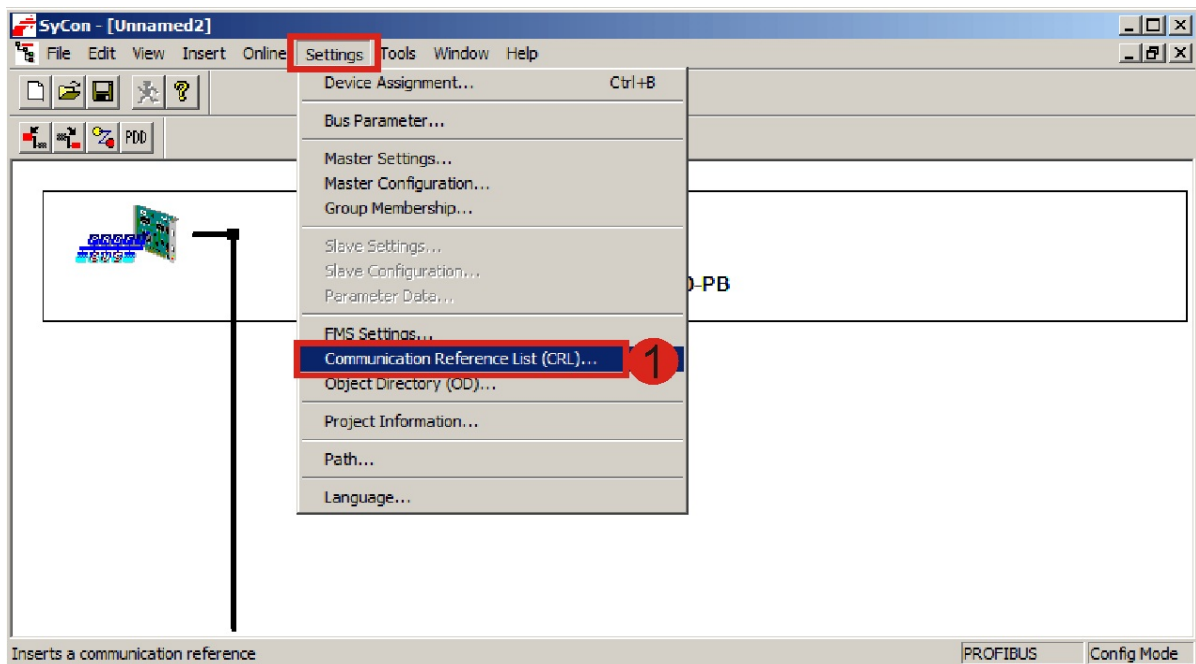 SyCon - [Unnamed2]
File Edit View Insert Online Settings Tools Window Help
Device Assignment... Ctrl+B
PDD
Bus Parameter...
Master Settings...
Master Configuration...
Group Membership...
Slave Settings...
Slave Configuration...
-PB
Parameter Data...
FMS Settings...
Communication Reference List (CRL)... 1
Object Directory (OD)...
Project Information...
Path...
Language...
Inserts a communication reference PROFIBUS Config Mode